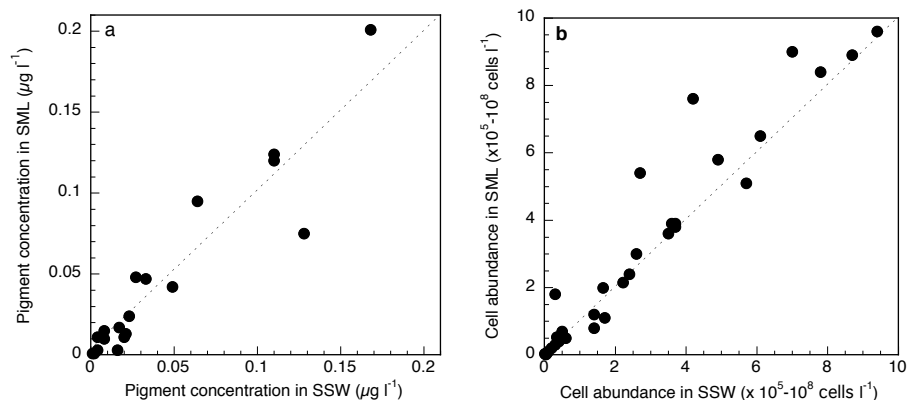 a
0.2
0.15
0.1
0.05
0
0 0.05 0.1 0.15 0.2
Pigment concentration in SML (µg l⁻¹)
Pigment concentration in SSW (µg l⁻¹)
b
10
8
6
4
2
0
0 2 4 6 8 10
Cell abundance in SML (x10⁵-10⁸ cells l⁻¹)
Cell abundance in SSW (x 10⁵-10⁸ cells l⁻¹)